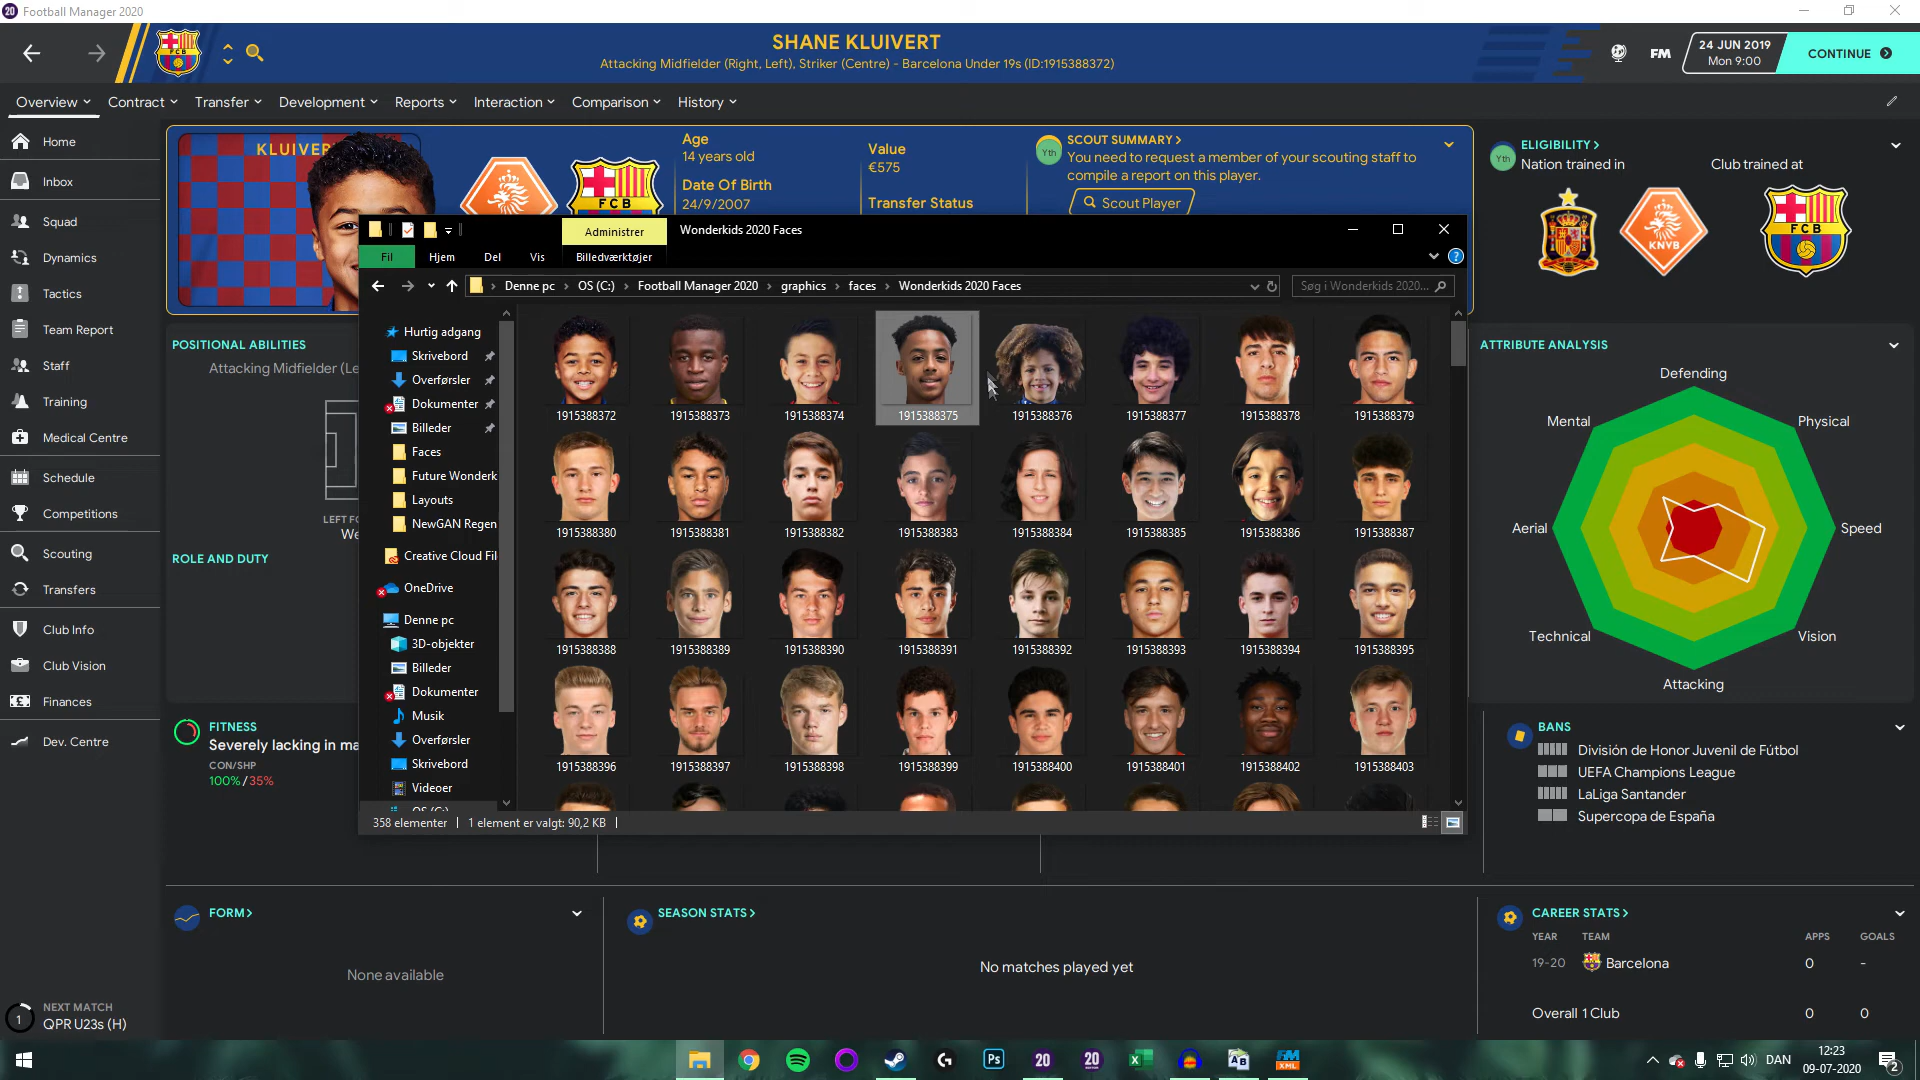 Football Manager 2020
SHANE KLUIVERT
Attacking Midfielder (Right, Left), Striker (Centre) - Barcelona Under 19s (ID:1915388372)
FM
24 JUN 2019
Mon 9:00
CONTINUE
Overview
Contract
Transfer
Development
Reports
Interaction
Comparison
History
Home
Inbox
Squad
Dynamics
Tactics
Team Report
Staff
Training
Medical Centre
Schedule
Competitions
Scouting
Transfers
Club Info
Club Vision
Finances
Dev. Centre
1
NEXT MATCH
QPR U23s (H)
Age
14 years old
Date Of Birth
24/9/2007
Value
€575
Transfer Status
Yth
SCOUT SUMMARY>
You need to request a member of your scouting staff to
compile a report on this player.
Scout Player
Yth
ELIGIBILITY>
Nation trained in
Club trained at
KNVB
FCB
POSITIONAL ABILITIES
Attacking Midfielder (Le
LEFT FO
We
ROLE AND DUTY
FITNESS
Severely lacking in ma
CON/SHP
100%/35%
Administrer
Wonderkids 2020 Faces
Fil
Hjem
Del
Vis
Billedværktøjer
Denne pc > OS (C:) > Football Manager 2020 > graphics > faces > Wonderkids 2020 Faces
Søg i Wonderkids 2020...
Hurtig adgang
Skrivebord
Overførsler
Dokumenter
Billeder
Faces
Future Wonderk
Layouts
NewGAN Regen
Creative Cloud Fil
OneDrive
Denne pc
3D-objekter
Billeder
Dokumenter
Musik
Overførsler
Skrivebord
Videoer
OS (C:)
1915388372 1915388373 1915388374 1915388375 1915388376 1915388377 1915388378 1915388379
1915388380 1915388381 1915388382 1915388383 1915388384 1915388385 1915388386 1915388387
1915388388 1915388389 1915388390 1915388391 1915388392 1915388393 1915388394 1915388395
1915388396 1915388397 1915388398 1915388399 1915388400 1915388401 1915388402 1915388403
358 elementer
1 element er valgt: 90,2 KB
ATTRIBUTE ANALYSIS
Defending
Mental
Physical
Aerial
Speed
Technical
Vision
Attacking
BANS
División de Honor Juvenil de Fútbol
UEFA Champions League
LaLiga Santander
Supercopa de España
FORM>
None available
SEASON STATS>
No matches played yet
CAREER STATS>
YEAR TEAM APPS GOALS
19-20 Barcelona 0 -
Overall 1 Club 0 0
Ps
20
20
DAN
12:23
09-07-2020
2